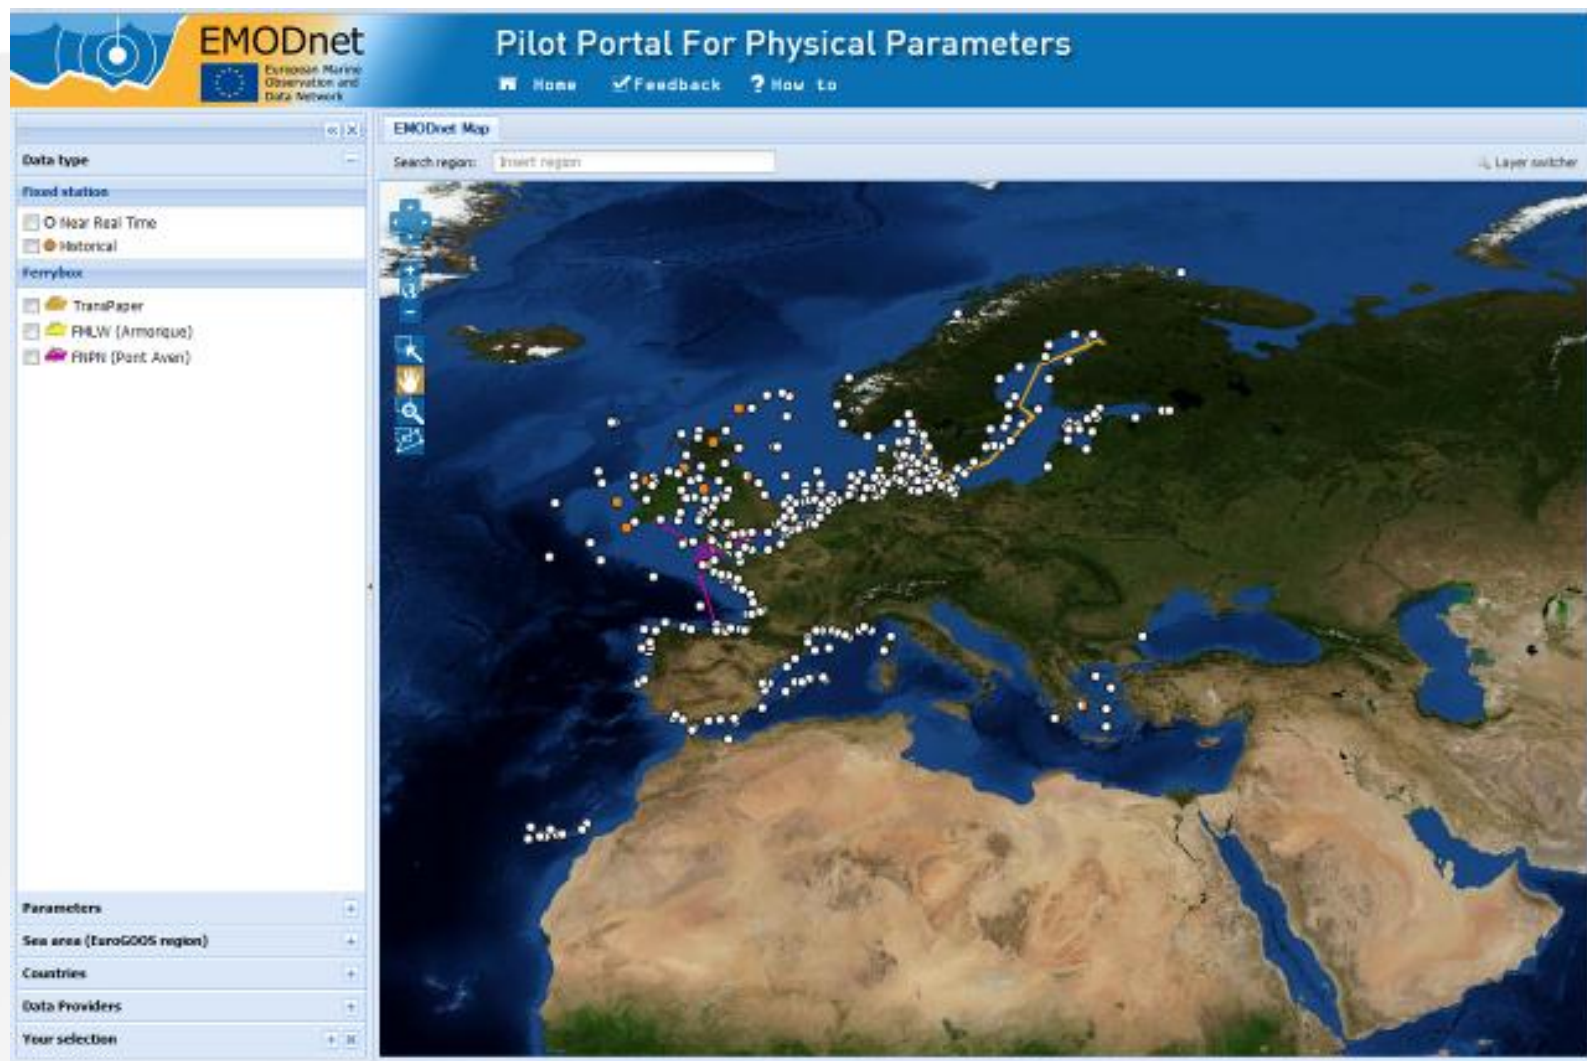 EMODnet
European Marine
Observation and
Data Network
Pilot Portal For Physical Parameters
Home Feedback ? How to
Data type
Fixed station
Near Real Time
Historical
Ferrybox
TransPaper
FMLW (Armorique)
FNPN (Pont Aven)
Parameters
Sea area (EuroGOOS region)
Countries
Data Providers
Your selection
EMODnet Map
Search region: Insert region
Layer switcher